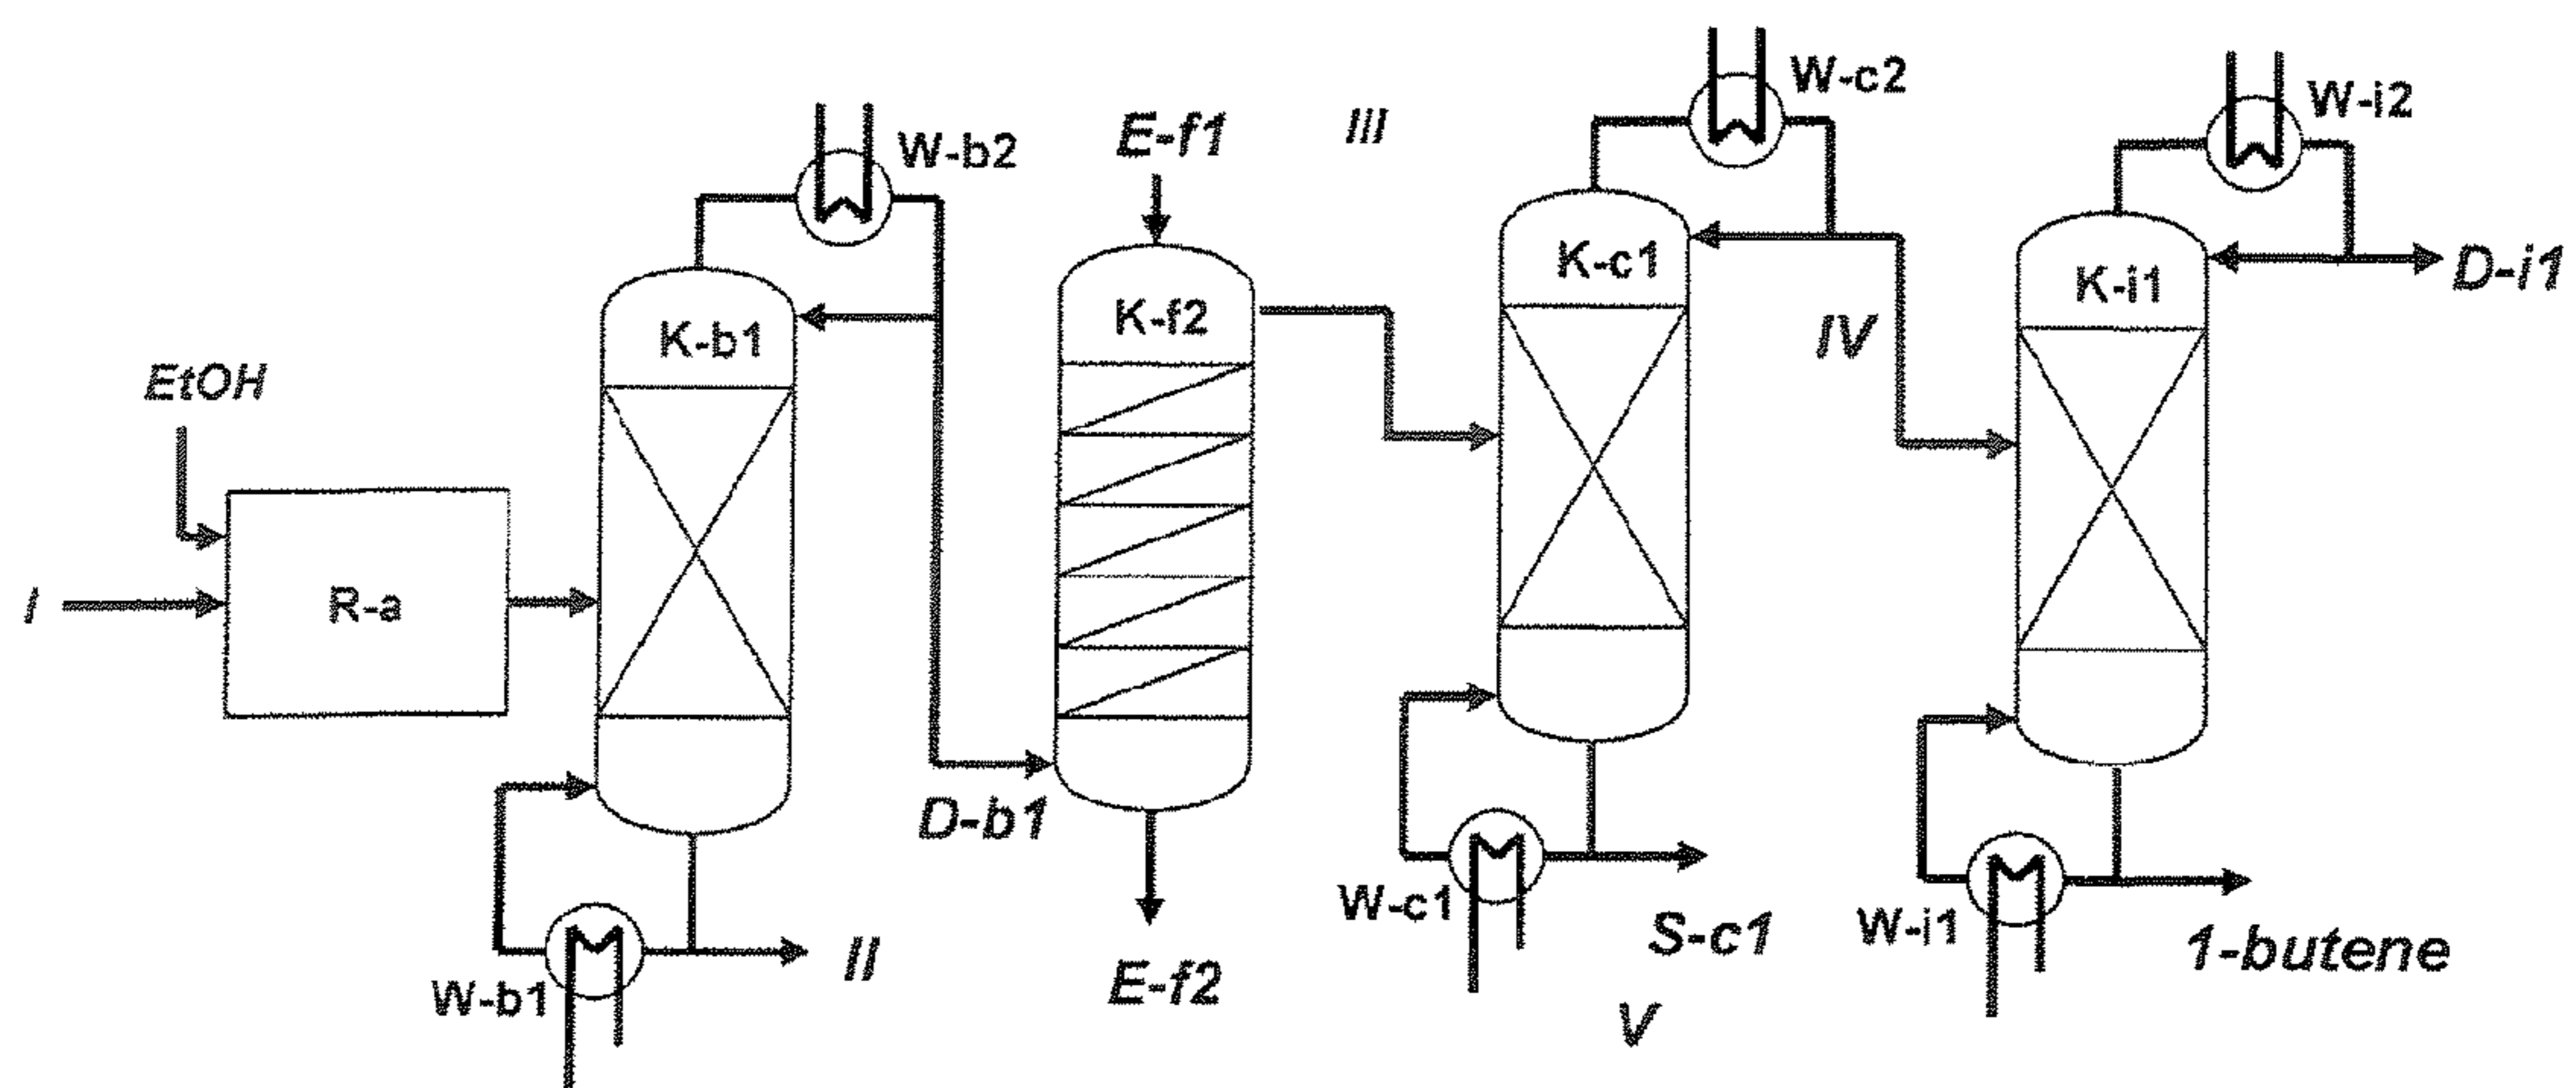 W-c2
W-i2
W-b2
E-f1
III
K-c1
K-i1
D-i1
K-b1
K-f2
IV
EtOH
I
R-a
D-b1
W-c1
S-c1
W-i1
1-butene
W-b1
II
E-f2
V